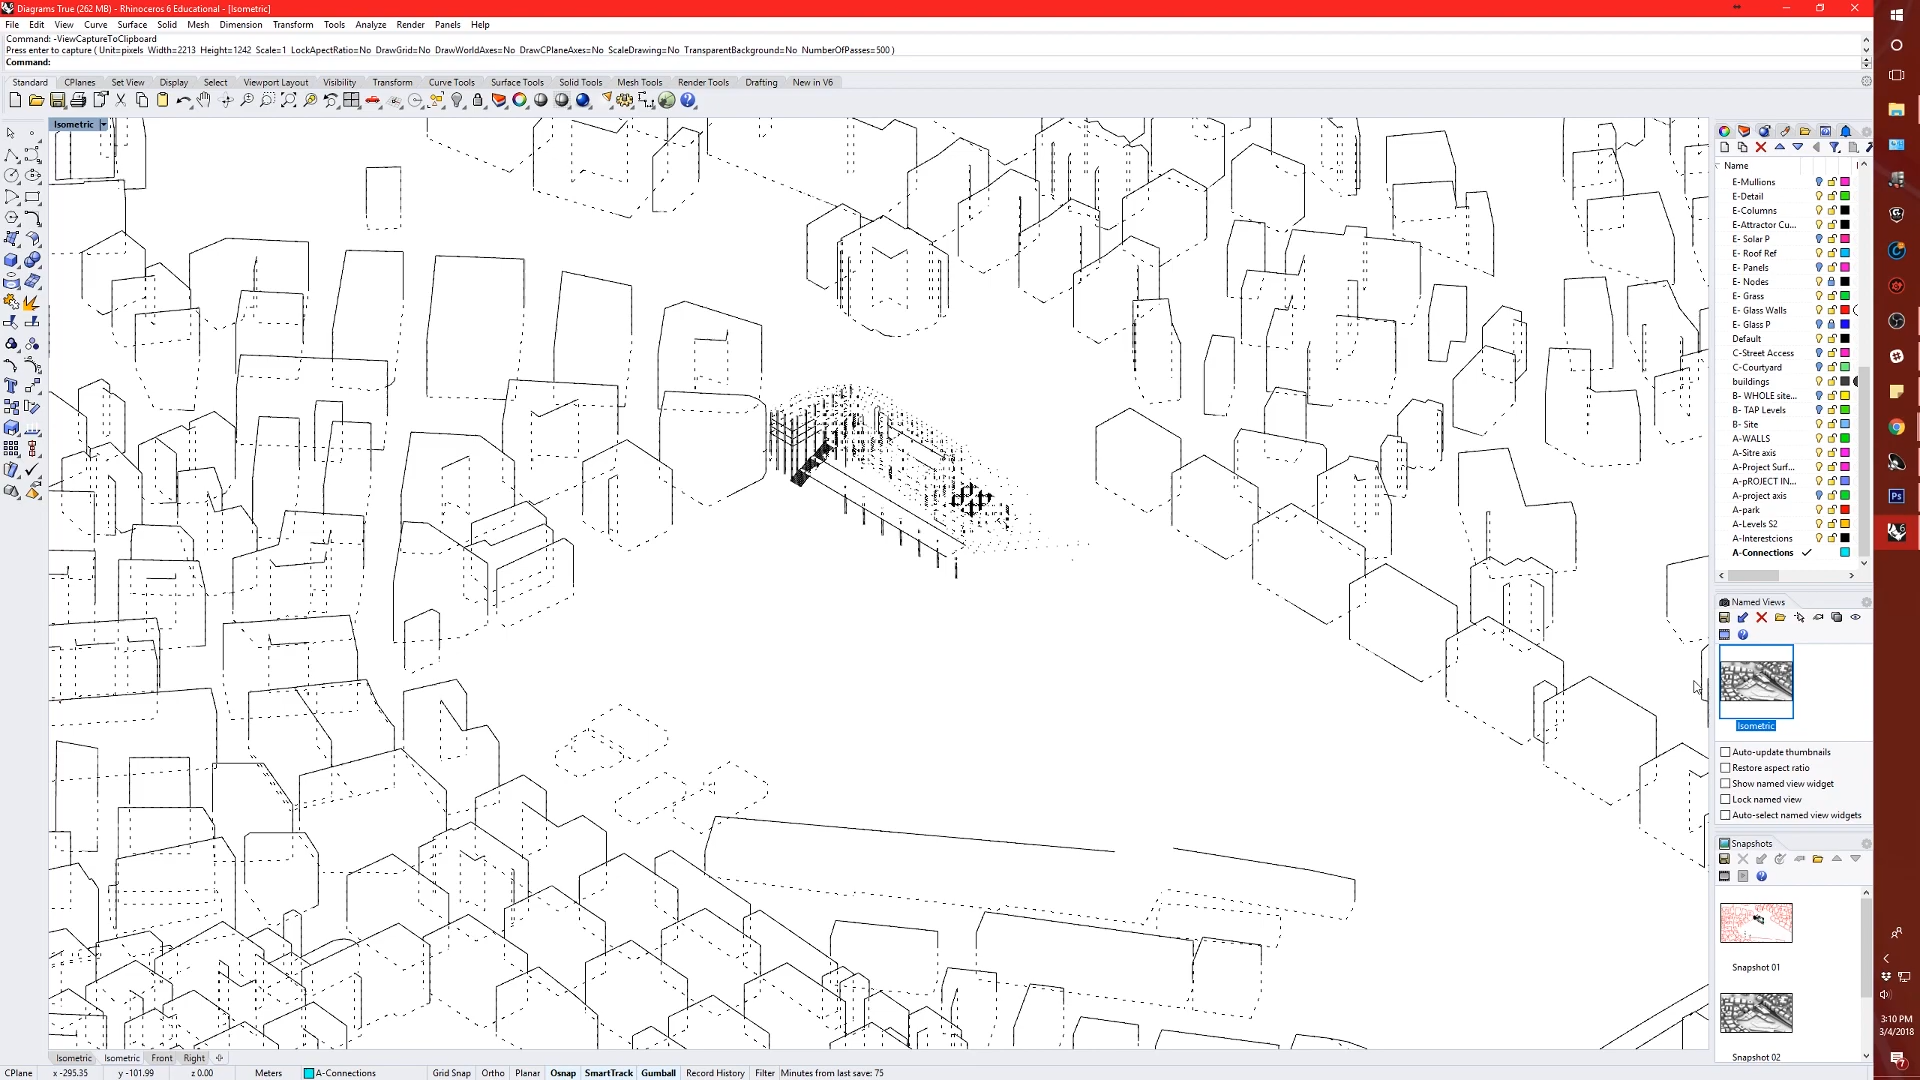 Diagrams True (262 MB) - Rhinoceros 6 Educational - [Isometric]
File Edit View Curve Surface Solid Mesh Dimension Transform Tools Analyze Render Panels Help
Command: -ViewCaptureToClipboard
Press enter to capture ( Unit=pixels Width=2213 Height=1242 Scale=1 LockAspectRatio=No DrawGrid=No DrawWorldAxes=No DrawCPlaneAxes=No ScaleDrawing=No TransparentBackground=No NumberOfPasses=500 )
Command:
Standard CPlanes Set View Display Select Viewport Layout Visibility Transform Curve Tools Surface Tools Solid Tools Mesh Tools Render Tools Drafting New in V6
Isometric
Name
E-Mullions
E-Detail
E-Columns
E-Attractor Cu...
E- Solar P
E- Roof Ref
E- Panels
E- Nodes
E- Grass
E- Glass Walls
E- Glass P
Default
C-Street Access
C-Courtyard
buildings
B- WHOLE site...
B- TAP Levels
B- Site
A-WALLS
A-Sitre axis
A-Project Surf...
A-pROJECT IN...
A-project axis
A-park
A-Levels S2
A-Interestcions
A-Connections
Named Views
Isometric
Auto-update thumbnails
Restore aspect ratio
Show named view widget
Lock named view
Auto-select named view widgets
Snapshots
Snapshot 01
Snapshot 02
Ps
3:10 PM
3/4/2018
Isometric Isometric Front Right
CPlane x -295.35 y -101.99 z 0.00 Meters A-Connections Grid Snap Ortho Planar Osnap SmartTrack Gumball Record History Filter Minutes from last save: 75